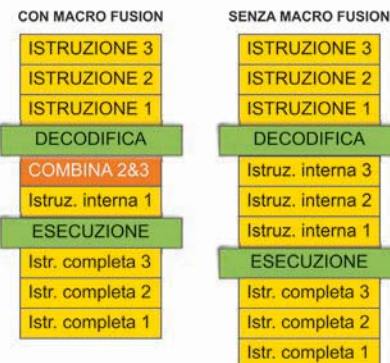 CON MACRO FUSION
ISTRUZIONE 3
ISTRUZIONE 2
ISTRUZIONE 1
DECODIFICA
COMBINA 2&3
Istruz. interna 1
ESECUZIONE
Istr. completa 3
Istr. completa 2
Istr. completa 1
SENZA MACRO FUSION
ISTRUZIONE 3
ISTRUZIONE 2
ISTRUZIONE 1
DECODIFICA
Istruz. interna 3
Istruz. interna 2
Istruz. interna 1
ESECUZIONE
Istr. completa 3
Istr. completa 2
Istr. completa 1